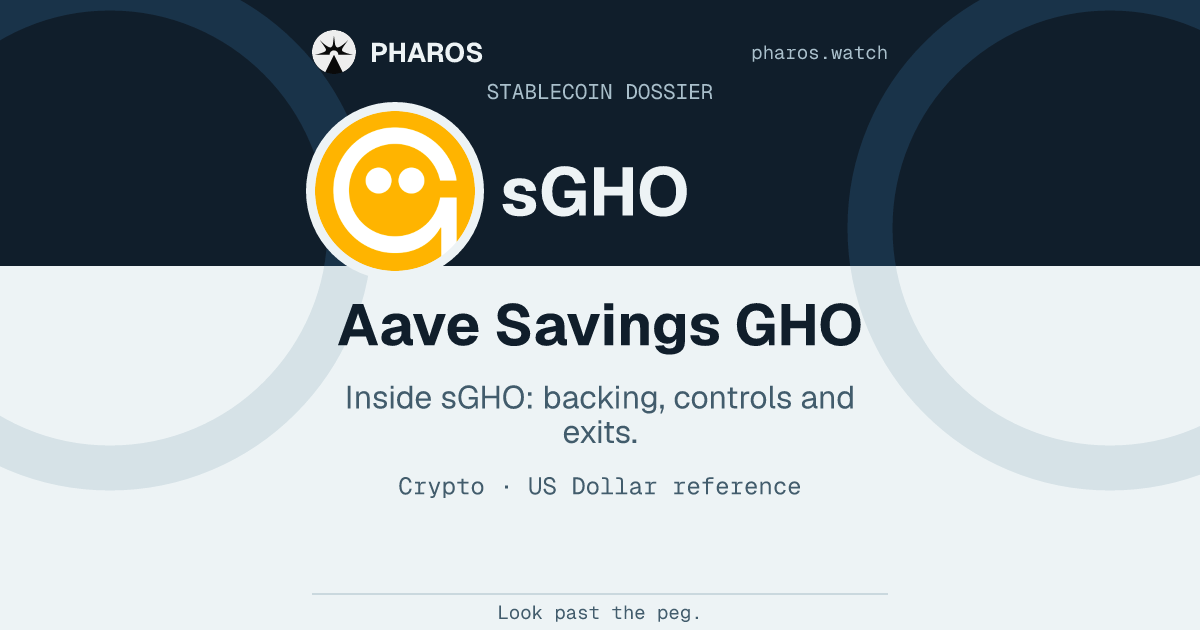 PHAROS
pharos.watch
STABLECOIN DOSSIER
sGHO
Aave Savings GHO
Inside sGHO: backing, controls and
exits.
Crypto · US Dollar reference
Look past the peg.